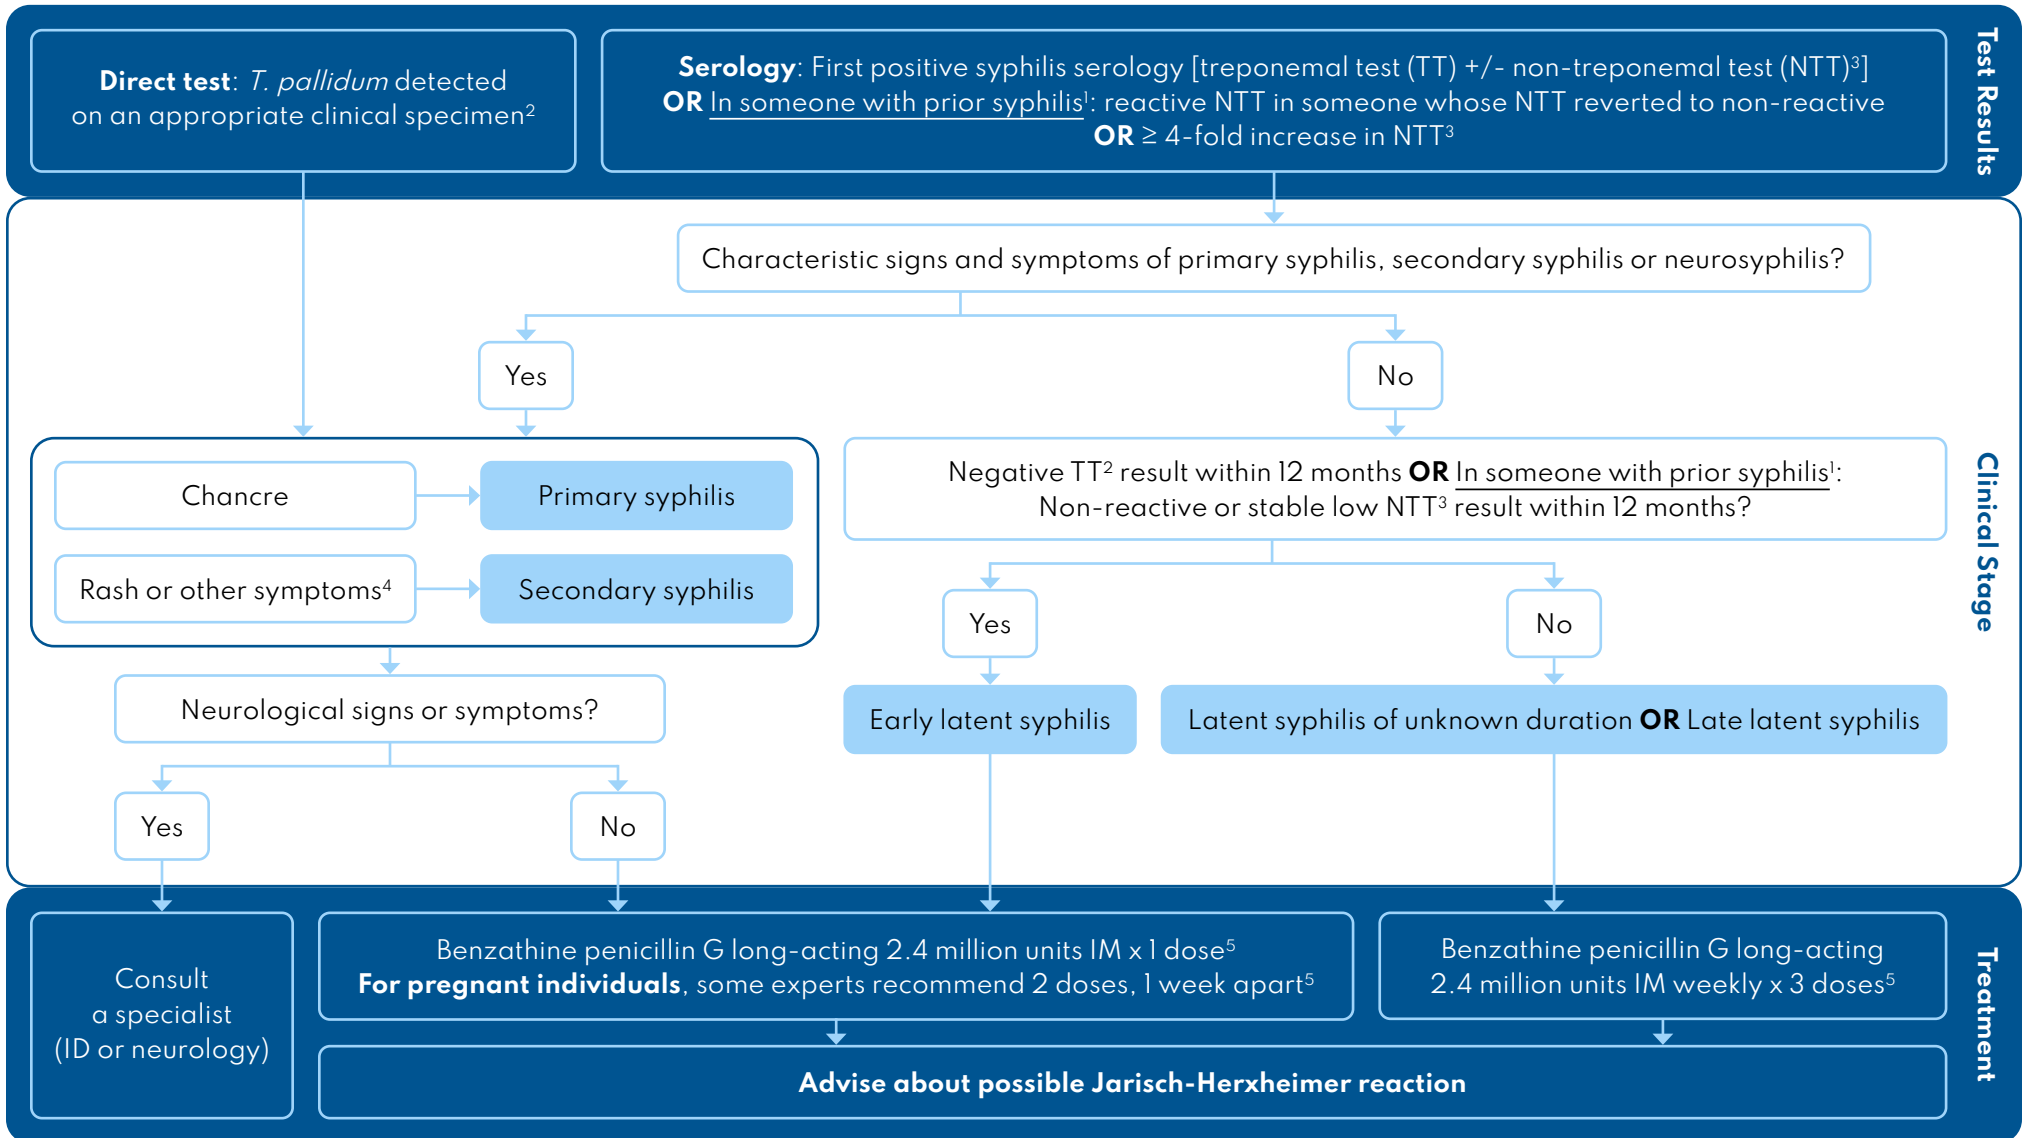 Direct test: T. pallidum detected
on an appropriate clinical specimen²
Serology: First positive syphilis serology [treponemal test (TT) +/- non-treponemal test (NTT)³]
OR In someone with prior syphilis¹: reactive NTT in someone whose NTT reverted to non-reactive
OR ≥ 4-fold increase in NTT³
Test Results
Characteristic signs and symptoms of primary syphilis, secondary syphilis or neurosyphilis?
Yes
No
Chancre
Primary syphilis
Rash or other symptoms⁴
Secondary syphilis
Negative TT² result within 12 months OR In someone with prior syphilis¹:
Non-reactive or stable low NTT³ result within 12 months?
Clinical Stage
Yes
No
Neurological signs or symptoms?
Early latent syphilis
Latent syphilis of unknown duration OR Late latent syphilis
Yes
No
Consult
a specialist
(ID or neurology)
Benzathine penicillin G long-acting 2.4 million units IM x 1 dose⁵
For pregnant individuals, some experts recommend 2 doses, 1 week apart⁵
Benzathine penicillin G long-acting
2.4 million units IM weekly x 3 doses⁵
Treatment
Advise about possible Jarisch-Herxheimer reaction